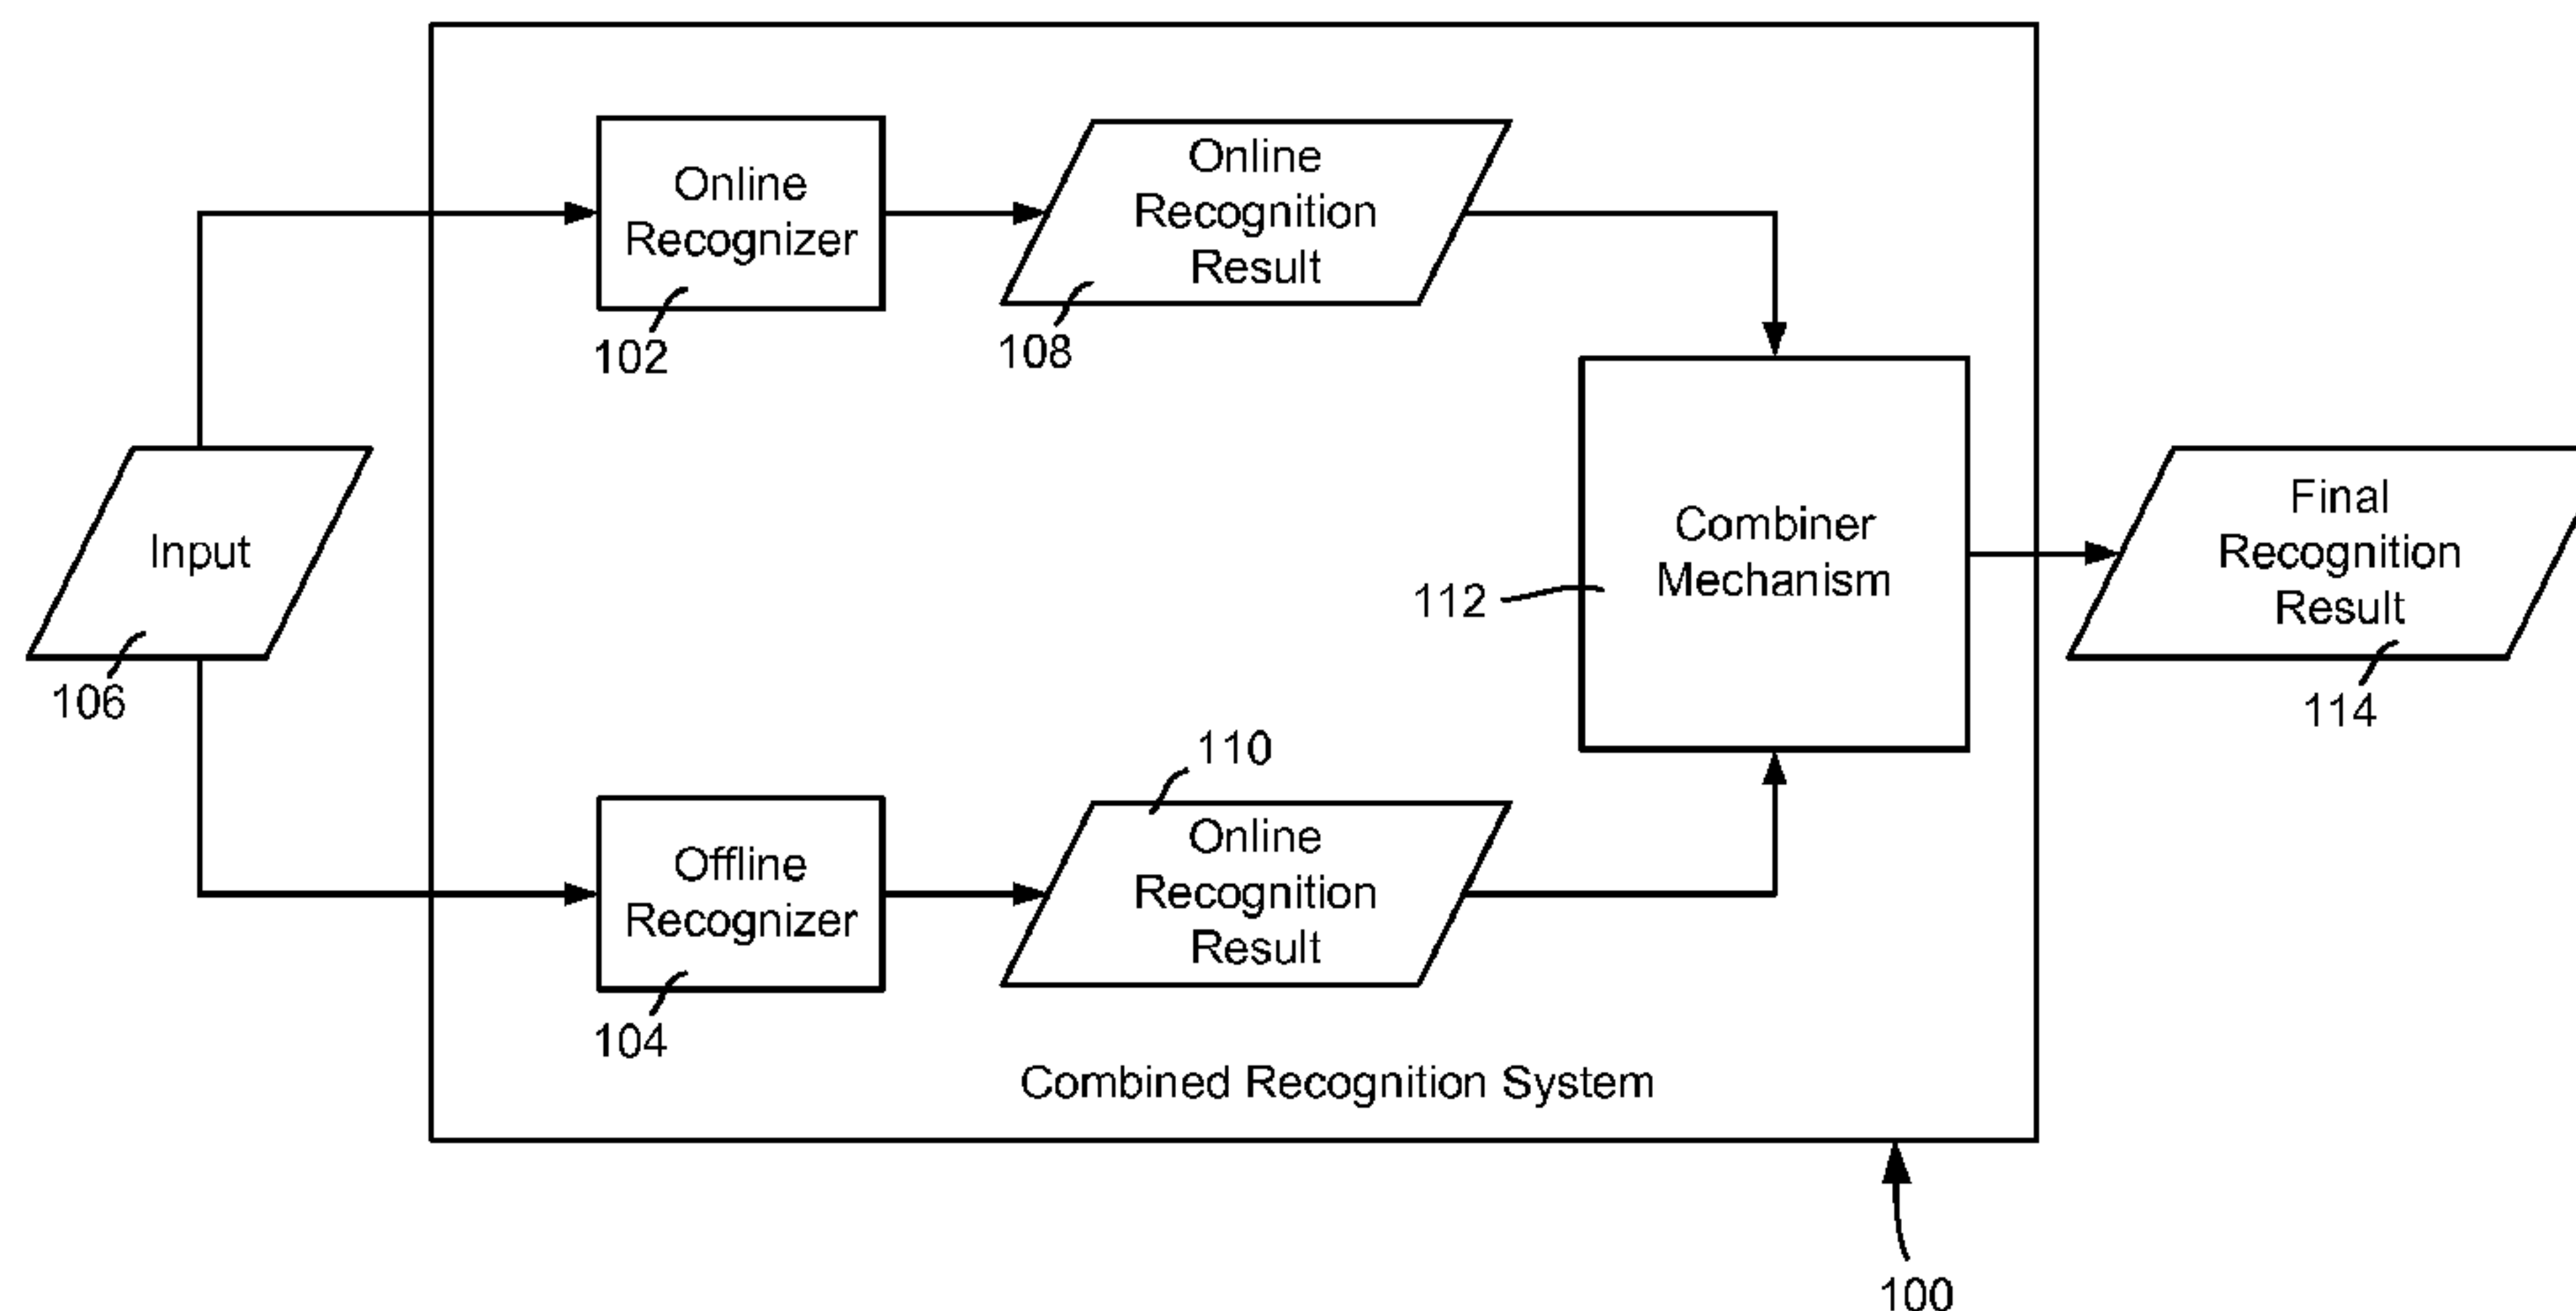 Online
Recognizer
102
Online
Recognition
Result
108
Input
106
Combiner
Mechanism
112
Final
Recognition
Result
114
110
Offline
Recognizer
104
Online
Recognition
Result
Combined Recognition System
100